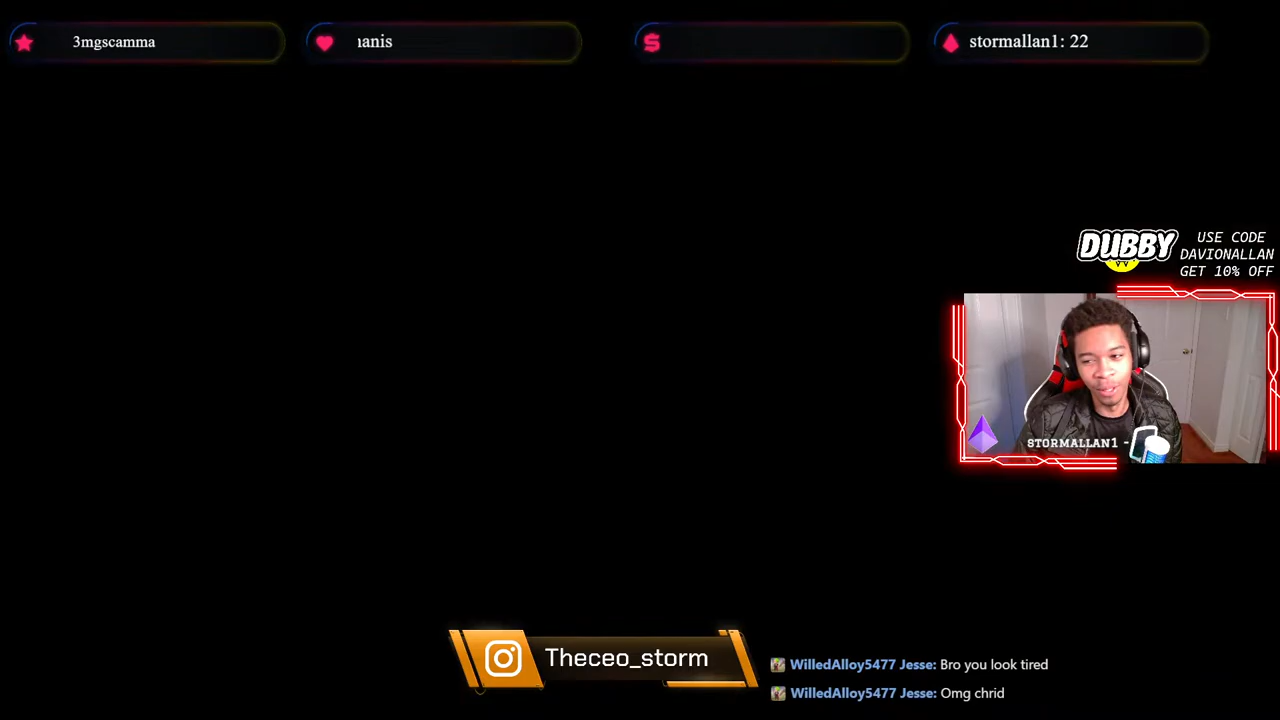 3mgscamma
anis
stormallan1: 22
DUBBY
USE CODE
DAVIONALLAN
GET 10% OFF
STORMALLAN1 -
Theceo_storm
WilledAlloy5477 Jesse: Bro you look tired
WilledAlloy5477 Jesse: Omg chrid